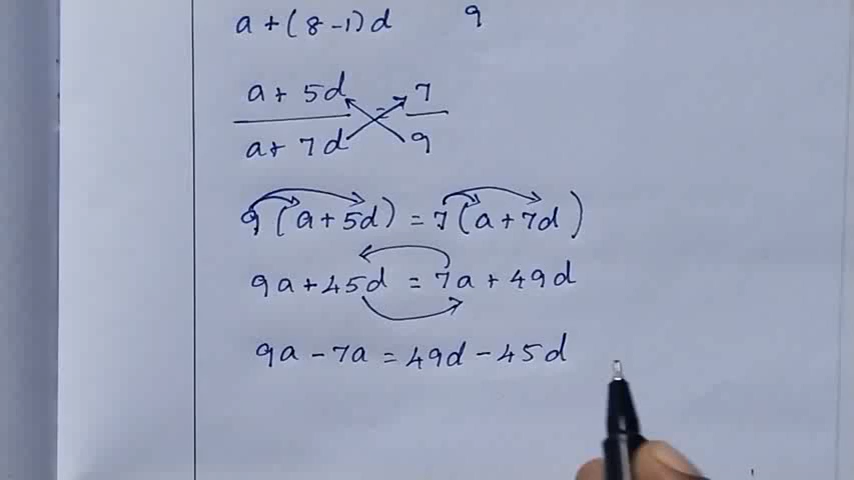 a + (8 - 1) d 9
a + 5d / a + 7d = 7 / 9
9 (a + 5d) = 7 (a + 7d)
9a + 45d = 7a + 49d
9a - 7a = 49d - 45d